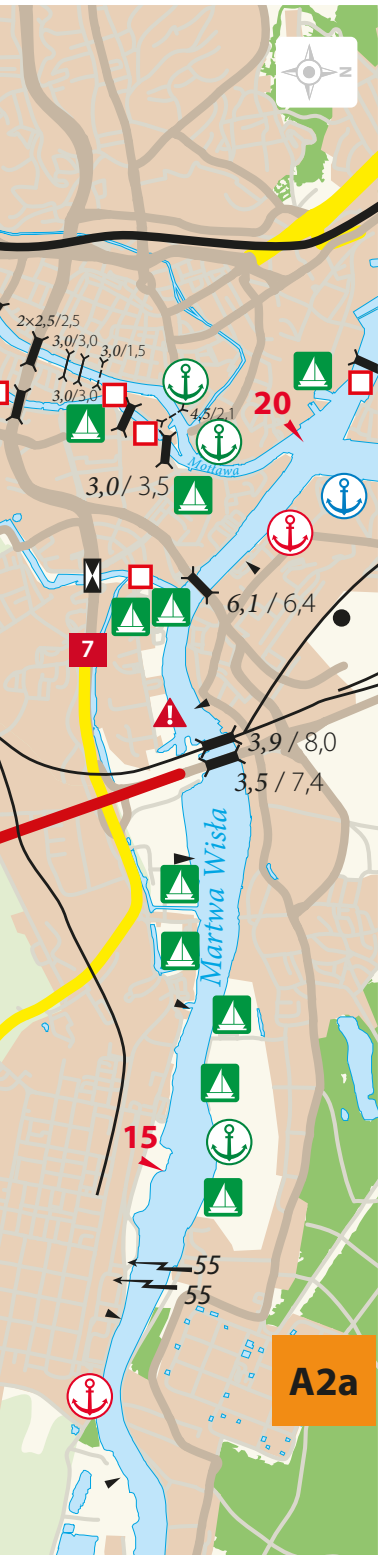 N
2×2,5/2,5
3,0/3,0
3,0/1,5
3,0/3,0
4,5/2,1
20
Motława
3,0 / 3,5
6,1 / 6,4
7
3,9 / 8,0
3,5 / 7,4
Martwa Wisła
15
55
55
A2a